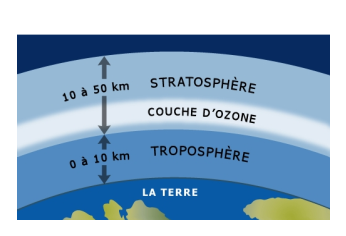 10 à 50 km
STRATOSPHÈRE
COUCHE D'OZONE
0 à 10 km
TROPOSPHÈRE
LA TERRE